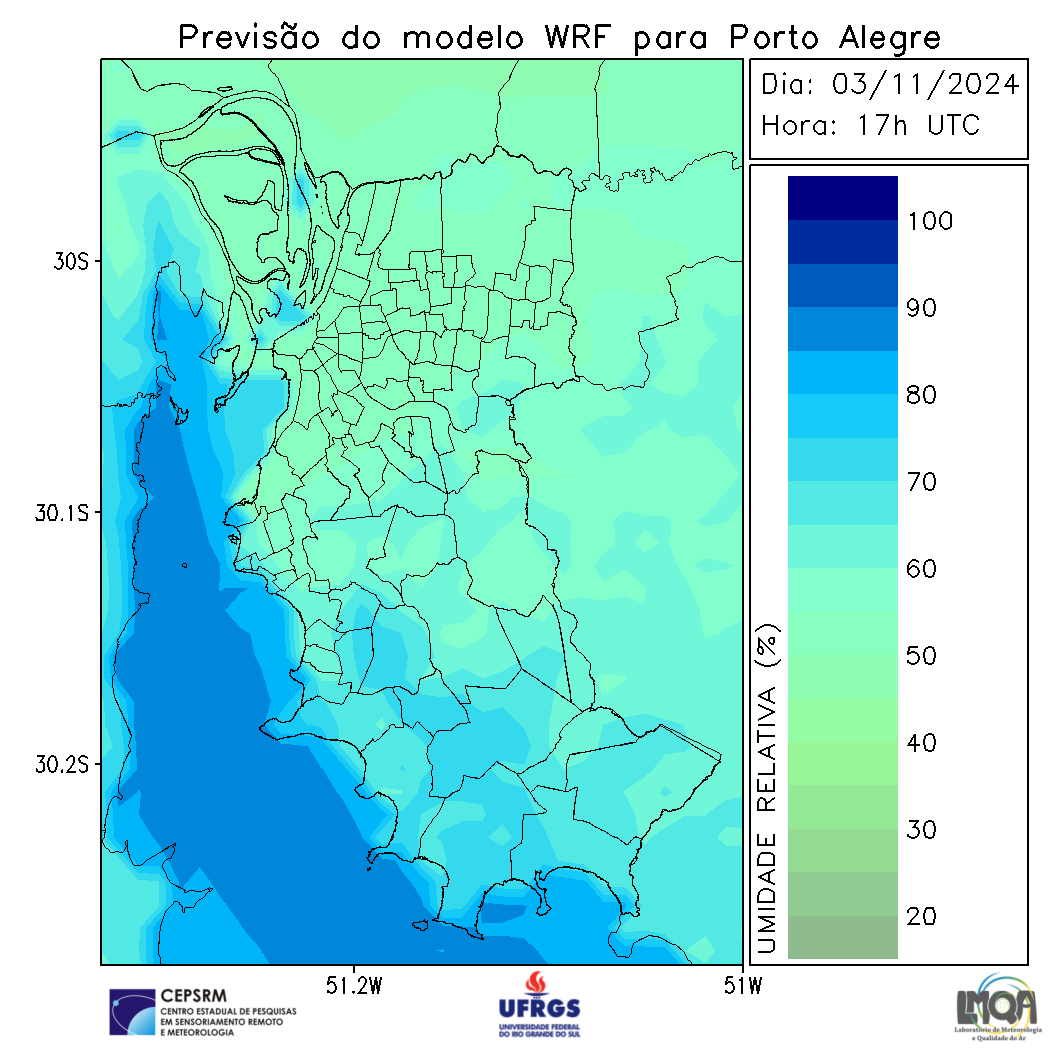 Previsão do modelo WRF para Porto Alegre
Dia: 03/11/2024
Hora: 17h UTC
100
90
80
70
60
50
40
30
20
UMIDADE RELATIVA (%)
30S
30.1S
30.2S
51.2W
51W
CEPSRM
CENTRO ESTADUAL DE PESQUISAS
EM SENSORIAMENTO REMOTO
E METEOROLOGIA
UFRGS
UNIVERSIDADE FEDERAL
DO RIO GRANDE DO SUL
LMQA
Laboratório de Meteorologia
e Qualidade do Ar